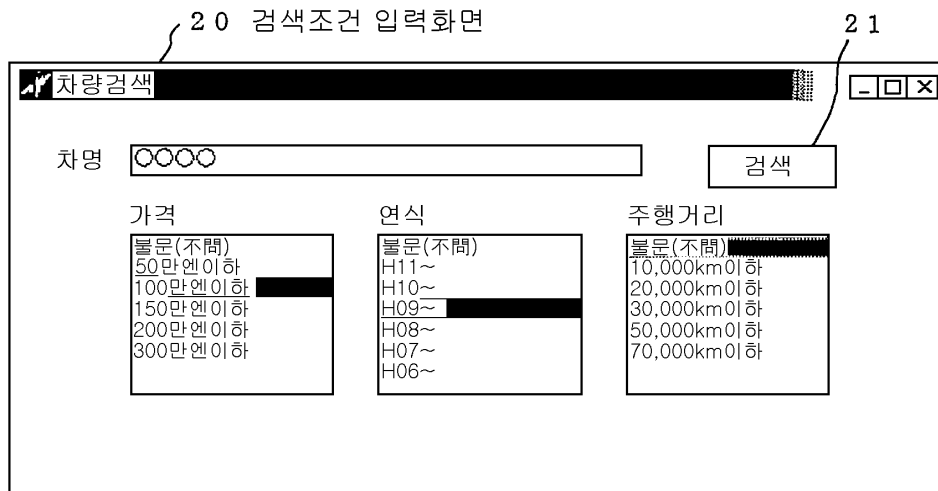 20 검색조건 입력화면
21
차량검색
차명 ○○○○ 검색
가격
불문(不問)
50만엔이하
100만엔이하
150만엔이하
200만엔이하
300만엔이하
연식
불문(不問)
H11~
H10~
H09~
H08~
H07~
H06~
주행거리
불문(不問)
10,000km이하
20,000km이하
30,000km이하
50,000km이하
70,000km이하